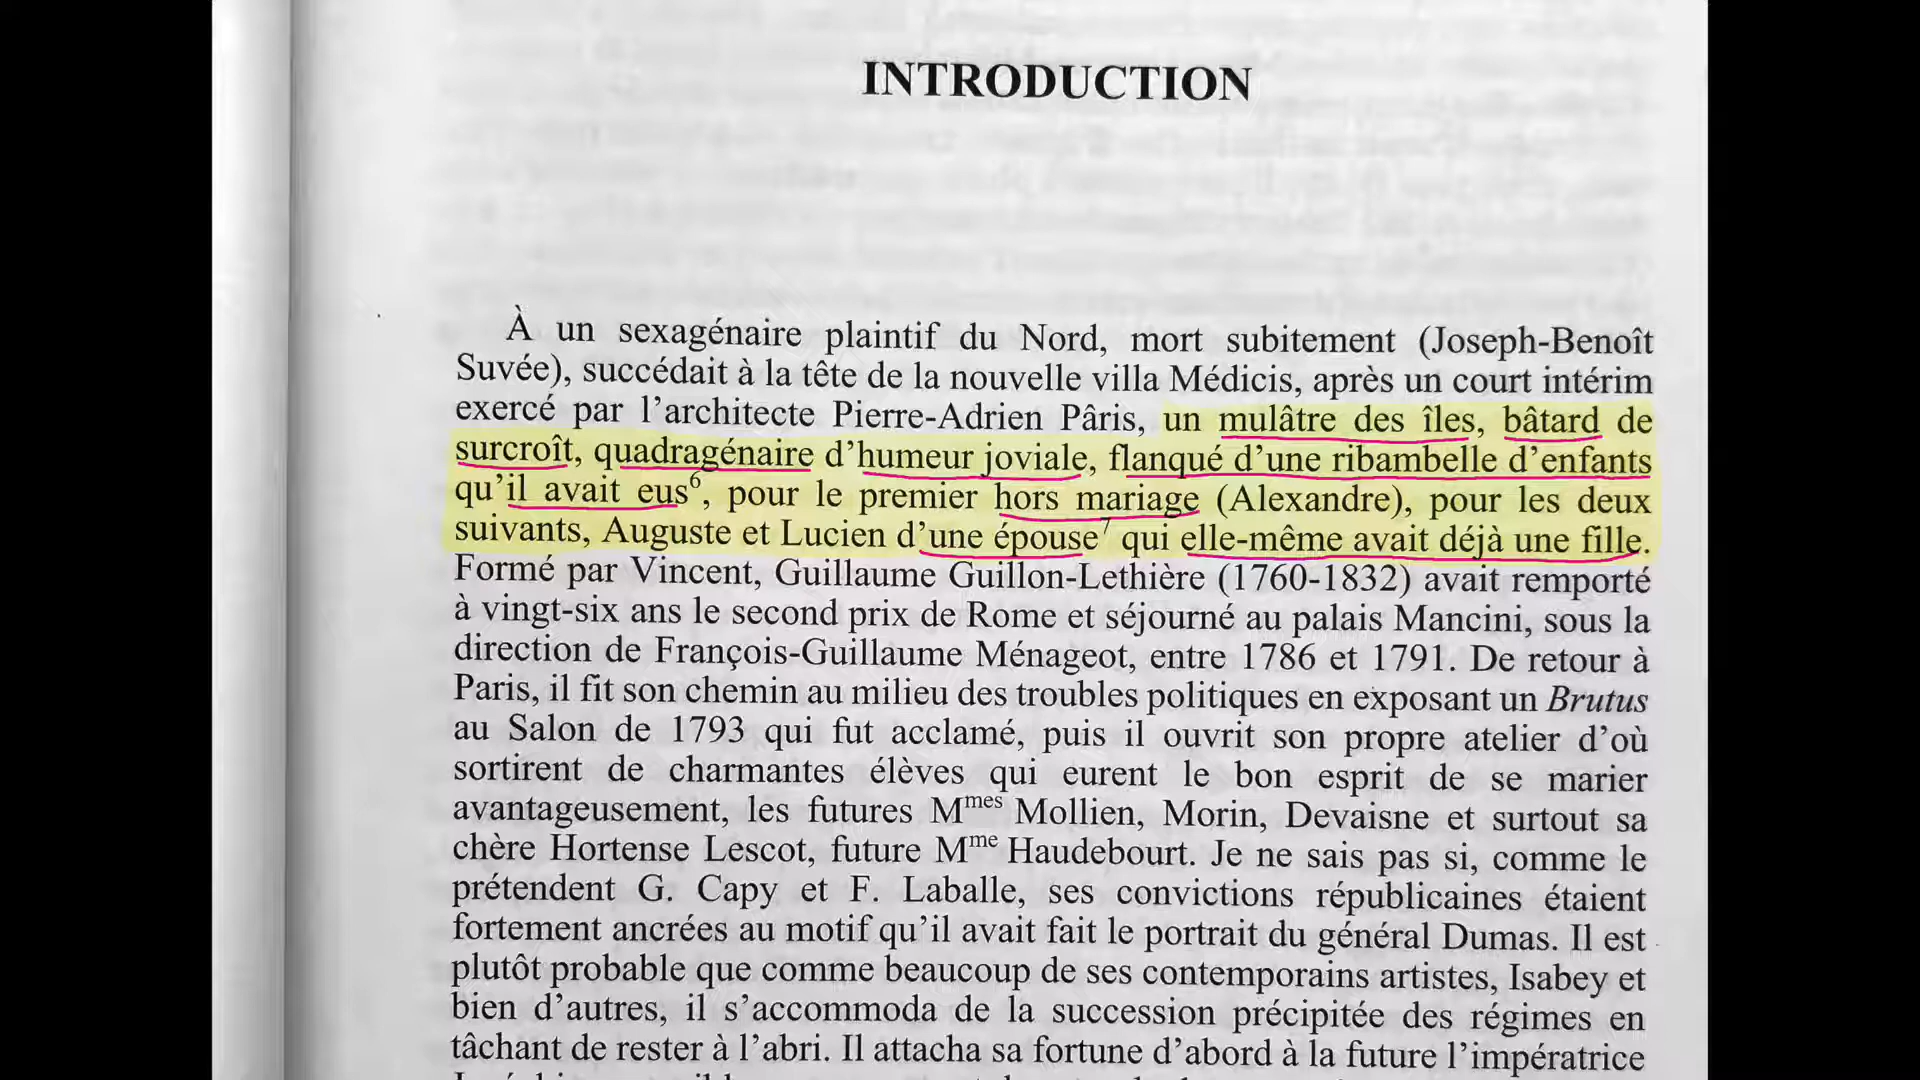 INTRODUCTION
À un sexagénaire plaintif du Nord, mort subitement (Joseph-Benoît
Suvée), succédait à la tête de la nouvelle villa Médicis, après un court intérim
exercé par l’architecte Pierre-Adrien Pâris, un mulâtre des îles, bâtard de
surcroît, quadragénaire d’humeur joviale, flanqué d’une ribambelle d’enfants
qu’il avait eus6, pour le premier hors mariage (Alexandre), pour les deux
suivants, Auguste et Lucien d’une épouse7 qui elle-même avait déjà une fille.
Formé par Vincent, Guillaume Guillon-Lethière (1760-1832) avait remporté
à vingt-six ans le second prix de Rome et séjourné au palais Mancini, sous la
direction de François-Guillaume Ménageot, entre 1786 et 1791. De retour à
Paris, il fit son chemin au milieu des troubles politiques en exposant un Brutus
au Salon de 1793 qui fut acclamé, puis il ouvrit son propre atelier d’où
sortirent de charmantes élèves qui eurent le bon esprit de se marier
avantageusement, les futures Mmes Mollien, Morin, Devaisne et surtout sa
chère Hortense Lescot, future Mme Haudebourt. Je ne sais pas si, comme le
prétendent G. Capy et F. Laballe, ses convictions républicaines étaient
fortement ancrées au motif qu’il avait fait le portrait du général Dumas. Il est
plutôt probable que comme beaucoup de ses contemporains artistes, Isabey et
bien d’autres, il s’accommoda de la succession précipitée des régimes en
tâchant de rester à l’abri. Il attacha sa fortune d’abord à la future l’impératrice